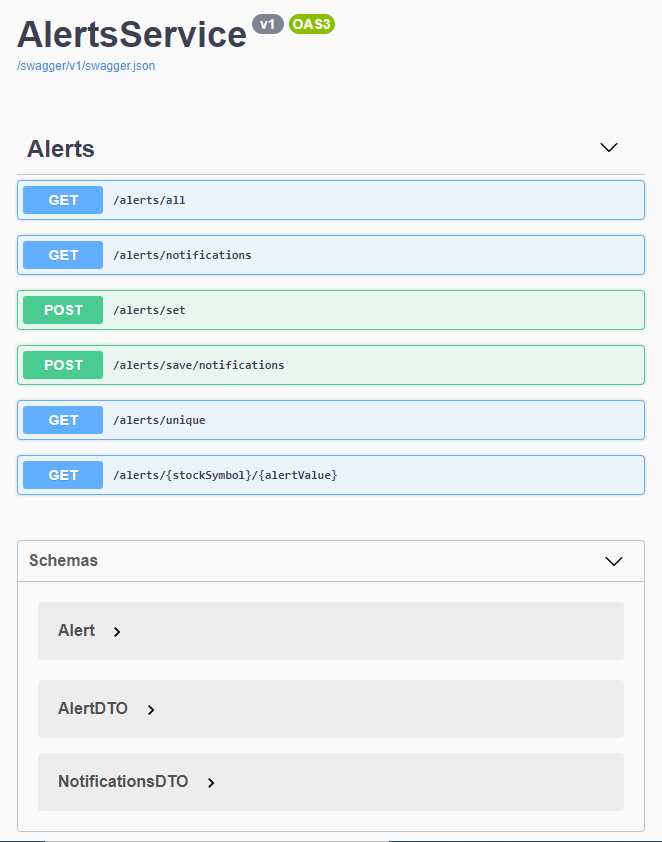 AlertsService v1 OAS3
/swagger/v1/swagger.json
Alerts
GET /alerts/all
GET /alerts/notifications
POST /alerts/set
POST /alerts/save/notifications
GET /alerts/unique
GET /alerts/{stockSymbol}/{alertValue}
Schemas
Alert
AlertDTO
NotificationsDTO